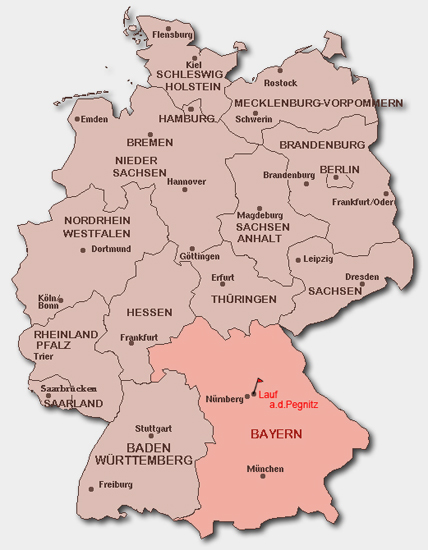 Flensburg
Kiel
SCHLESWIG
HOLSTEIN
Rostock
MECKLENBURG-VORPOMMERN
HAMBURG
Schwerin
Emden
BREMEN
BRANDENBURG
NIEDER
SACHSEN
BERLIN
Hannover
Brandenburg
Frankfurt/Oder
NORDRHEIN
WESTFALEN
Magdeburg
SACHSEN
ANHALT
Dortmund
Göttingen
Leipzig
Erfurt
Dresden
SACHSEN
THÜRINGEN
Köln/
Bonn
HESSEN
RHEINLAND
PFALZ
Frankfurt
Trier
Saarbrücken
SAARLAND
Nürnberg
Lauf
a.d.Pegnitz
Stuttgart
BAYERN
BADEN
WÜRTTEMBERG
München
Freiburg